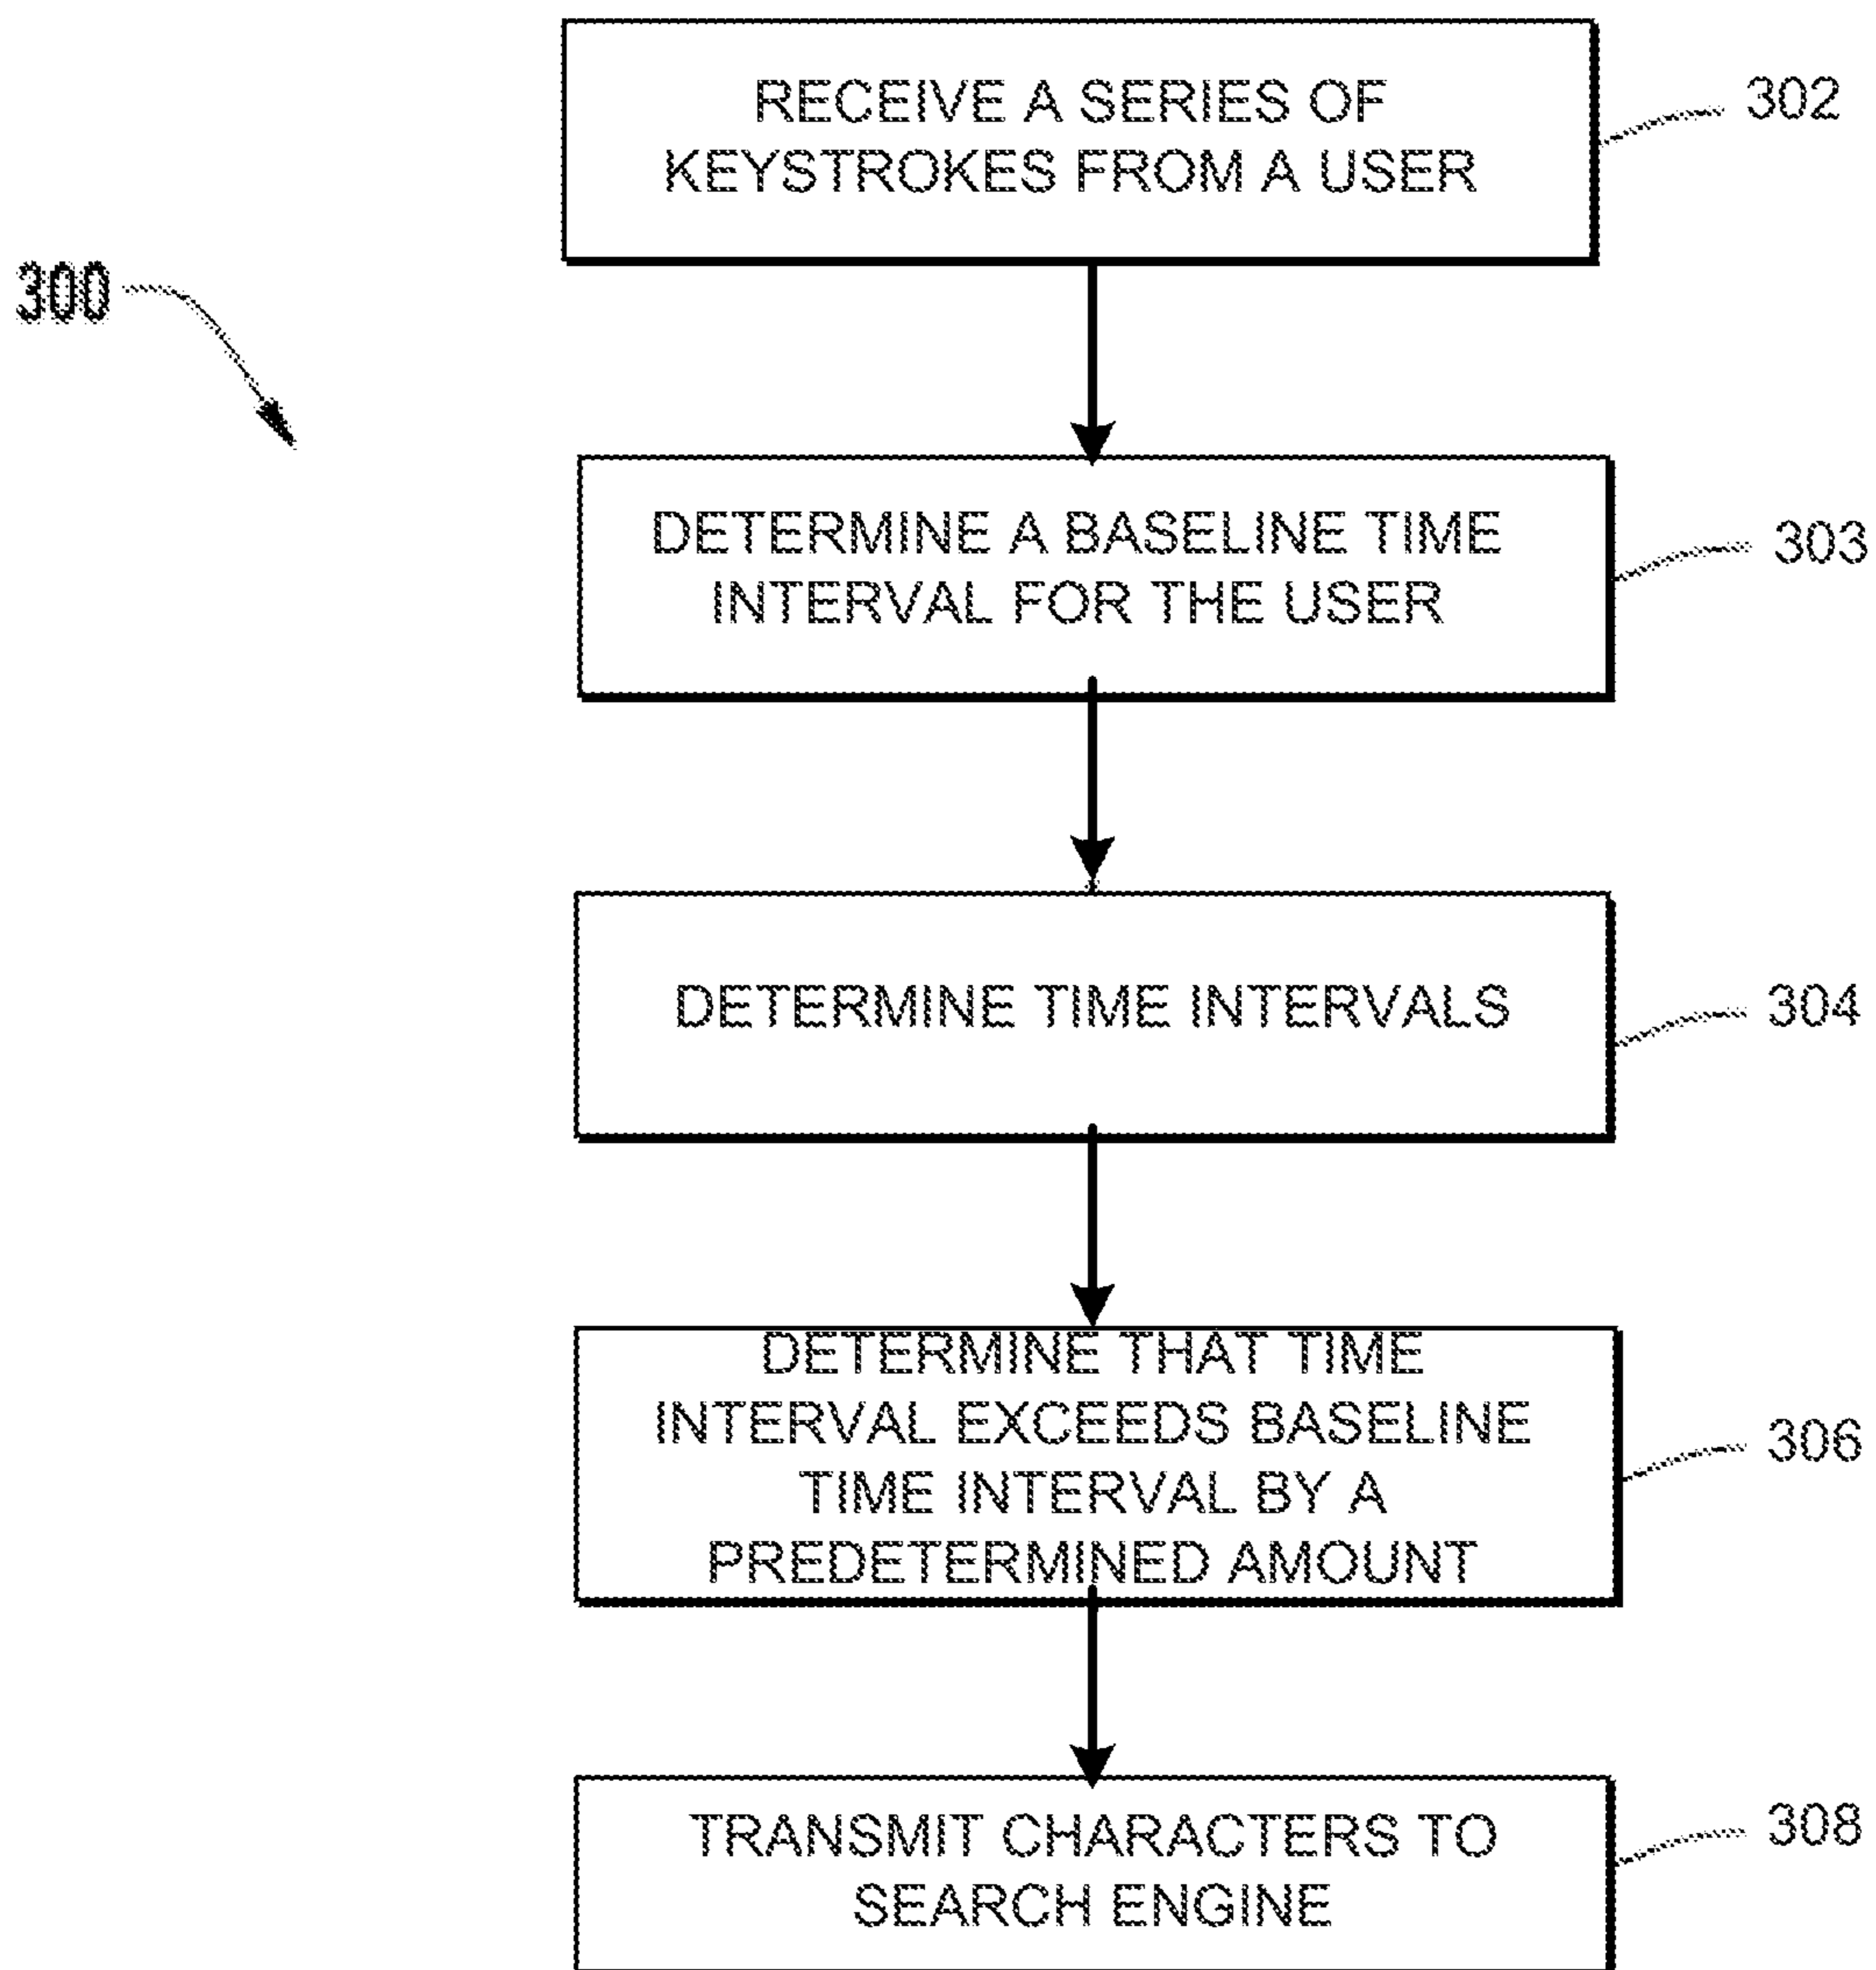 RECEIVE A SERIES OF
KEYSTROKES FROM A USER
302
300
DETERMINE A BASELINE TIME
INTERVAL FOR THE USER
303
DETERMINE TIME INTERVALS
304
DETERMINE THAT TIME
INTERVAL EXCEEDS BASELINE
TIME INTERVAL BY A
PREDETERMINED AMOUNT
306
TRANSMIT CHARACTERS TO
SEARCH ENGINE
308